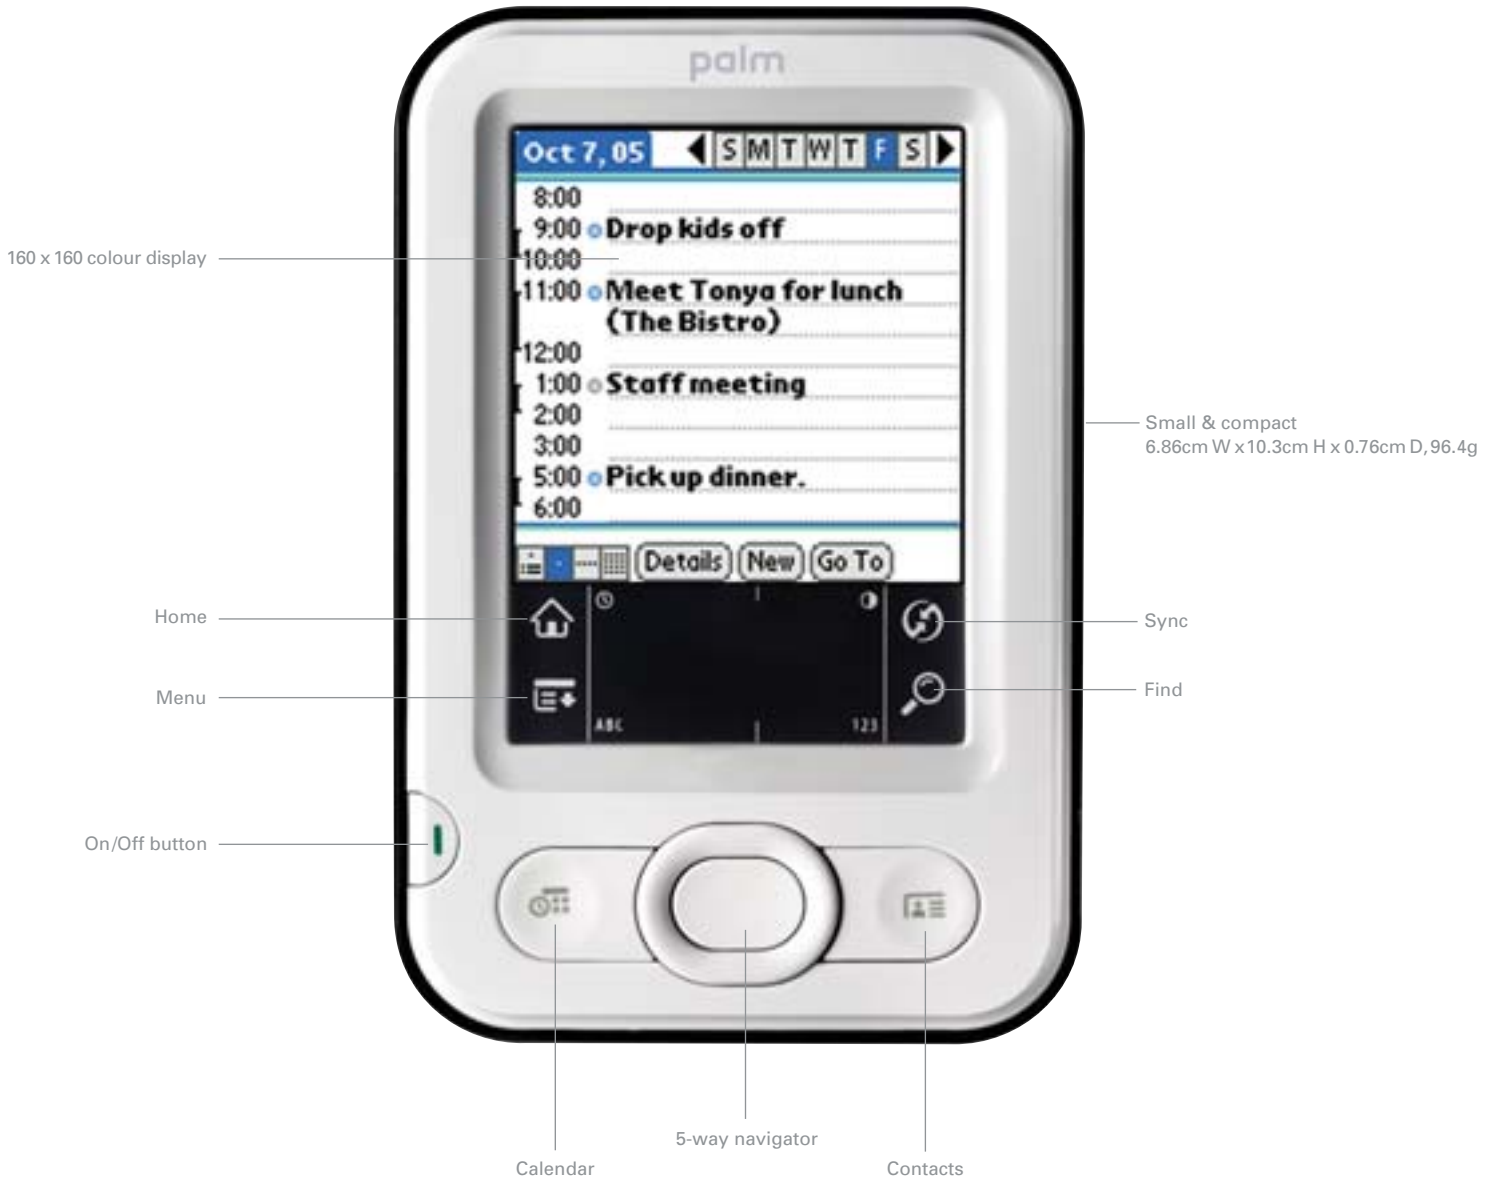 palm
Oct 7, 05 S M T W T F S
8:00
9:00 Drop kids off
10:00
11:00 Meet Tonya for lunch
(The Bistro)
12:00
1:00 Staff meeting
2:00
3:00
5:00 Pick up dinner.
6:00
Details New Go To
ABC 123
160 x 160 colour display
Home
Menu
On/Off button
Small & compact
6.86cm W x 10.3cm H x 0.76cm D, 96.4g
Sync
Find
5-way navigator
Calendar
Contacts